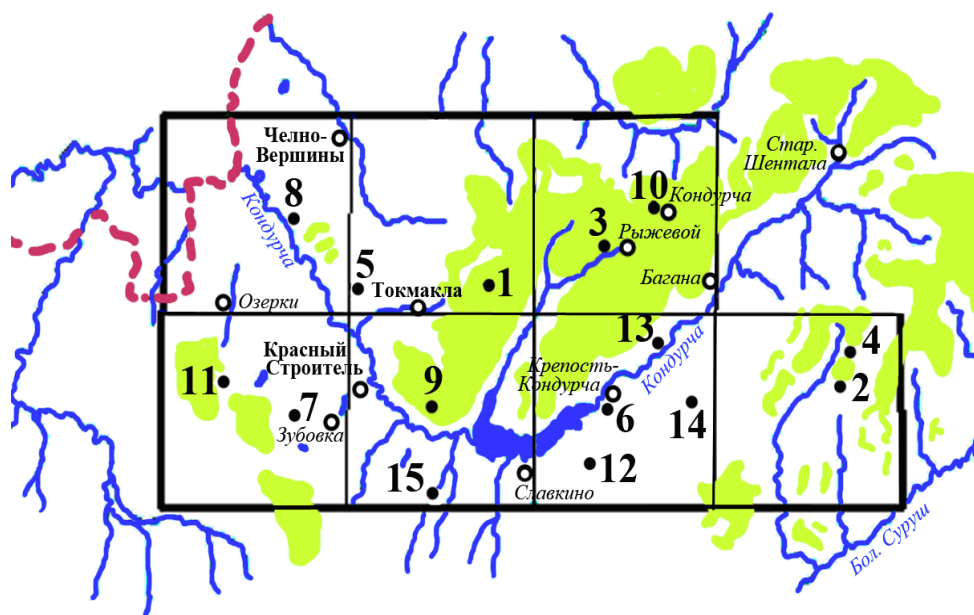 Челно-
Вершины
Стар.
Шентала
8
Кондурча
10
Кондурча
3
Рыжевой
5
Токмакла
1
Багана
Озерки
13
Красный
Строитель
Крепость-
Кондурча
Кондурча
4
11
9
2
7
6
14
Зубовка
12
15
Славкино
Бол. Суруш